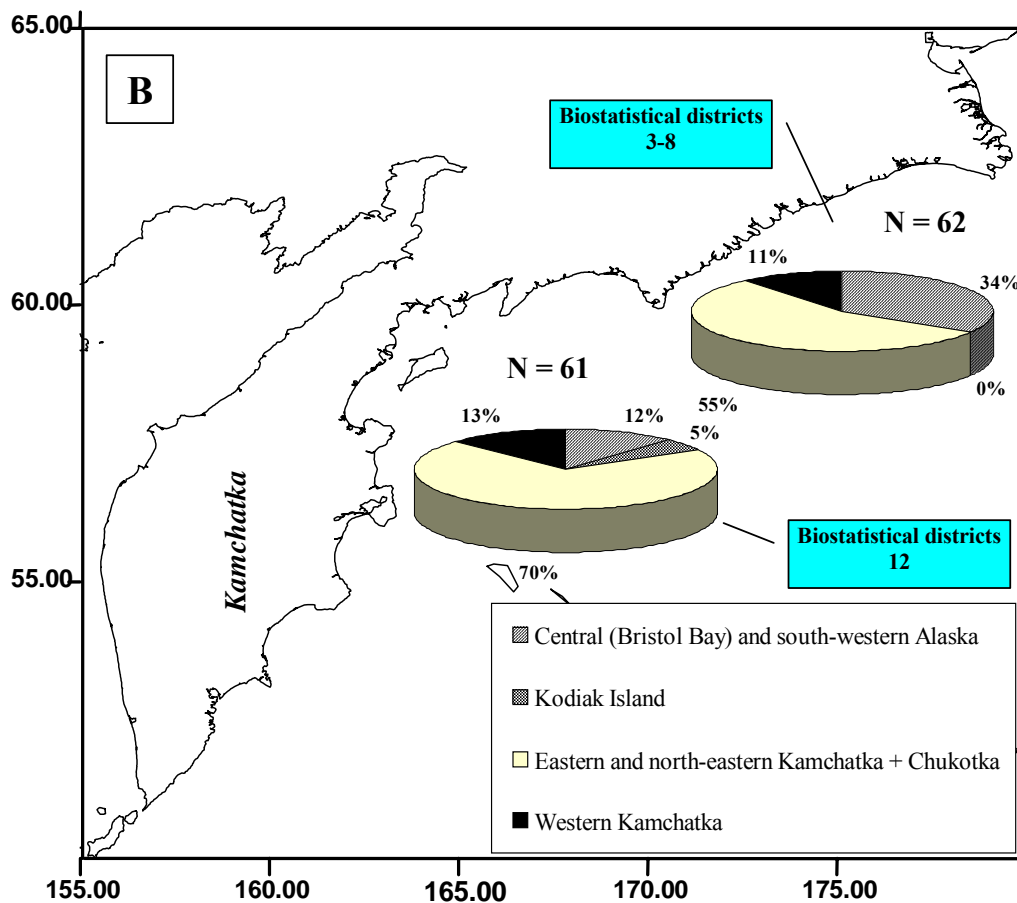 65.00
B
Biostatistical districts
3-8
N = 62
11%
34%
60.00
0%
N = 61
55%
13%
12%
5%
Kamchatka
Biostatistical districts
12
55.00
70%
Central (Bristol Bay) and south-western Alaska
Kodiak Island
Eastern and north-eastern Kamchatka + Chukotka
Western Kamchatka
155.00
160.00
165.00
170.00
175.00